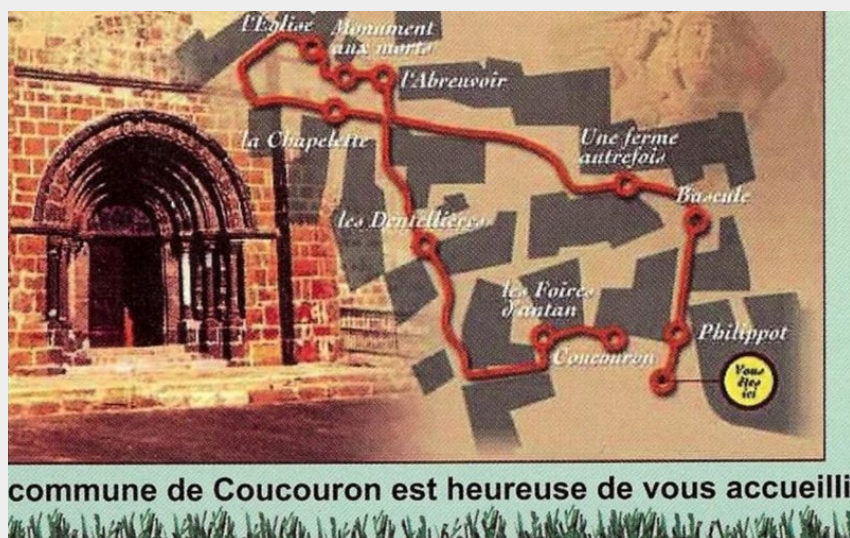 l'Eglise
Monument
aux morts
l'Abreuvoir
la Chapelette
Une ferme
autrefois
Bascule
les Dentellières
les Foires
d'antan
Coucouron
Philippot
Vous
êtes
ici
commune de Coucouron est heureuse de vous accueilli